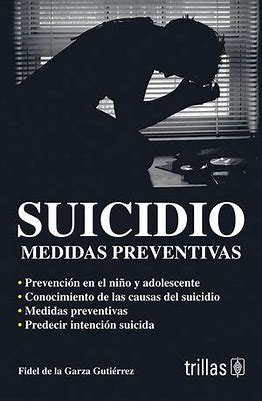 SUICIDIO
MEDIDAS PREVENTIVAS
• Prevención en el niño y adolescente
• Conocimiento de las causas del suicidio
• Medidas preventivas
• Predecir intención suicida
Fidel de la Garza Gutiérrez
trillas